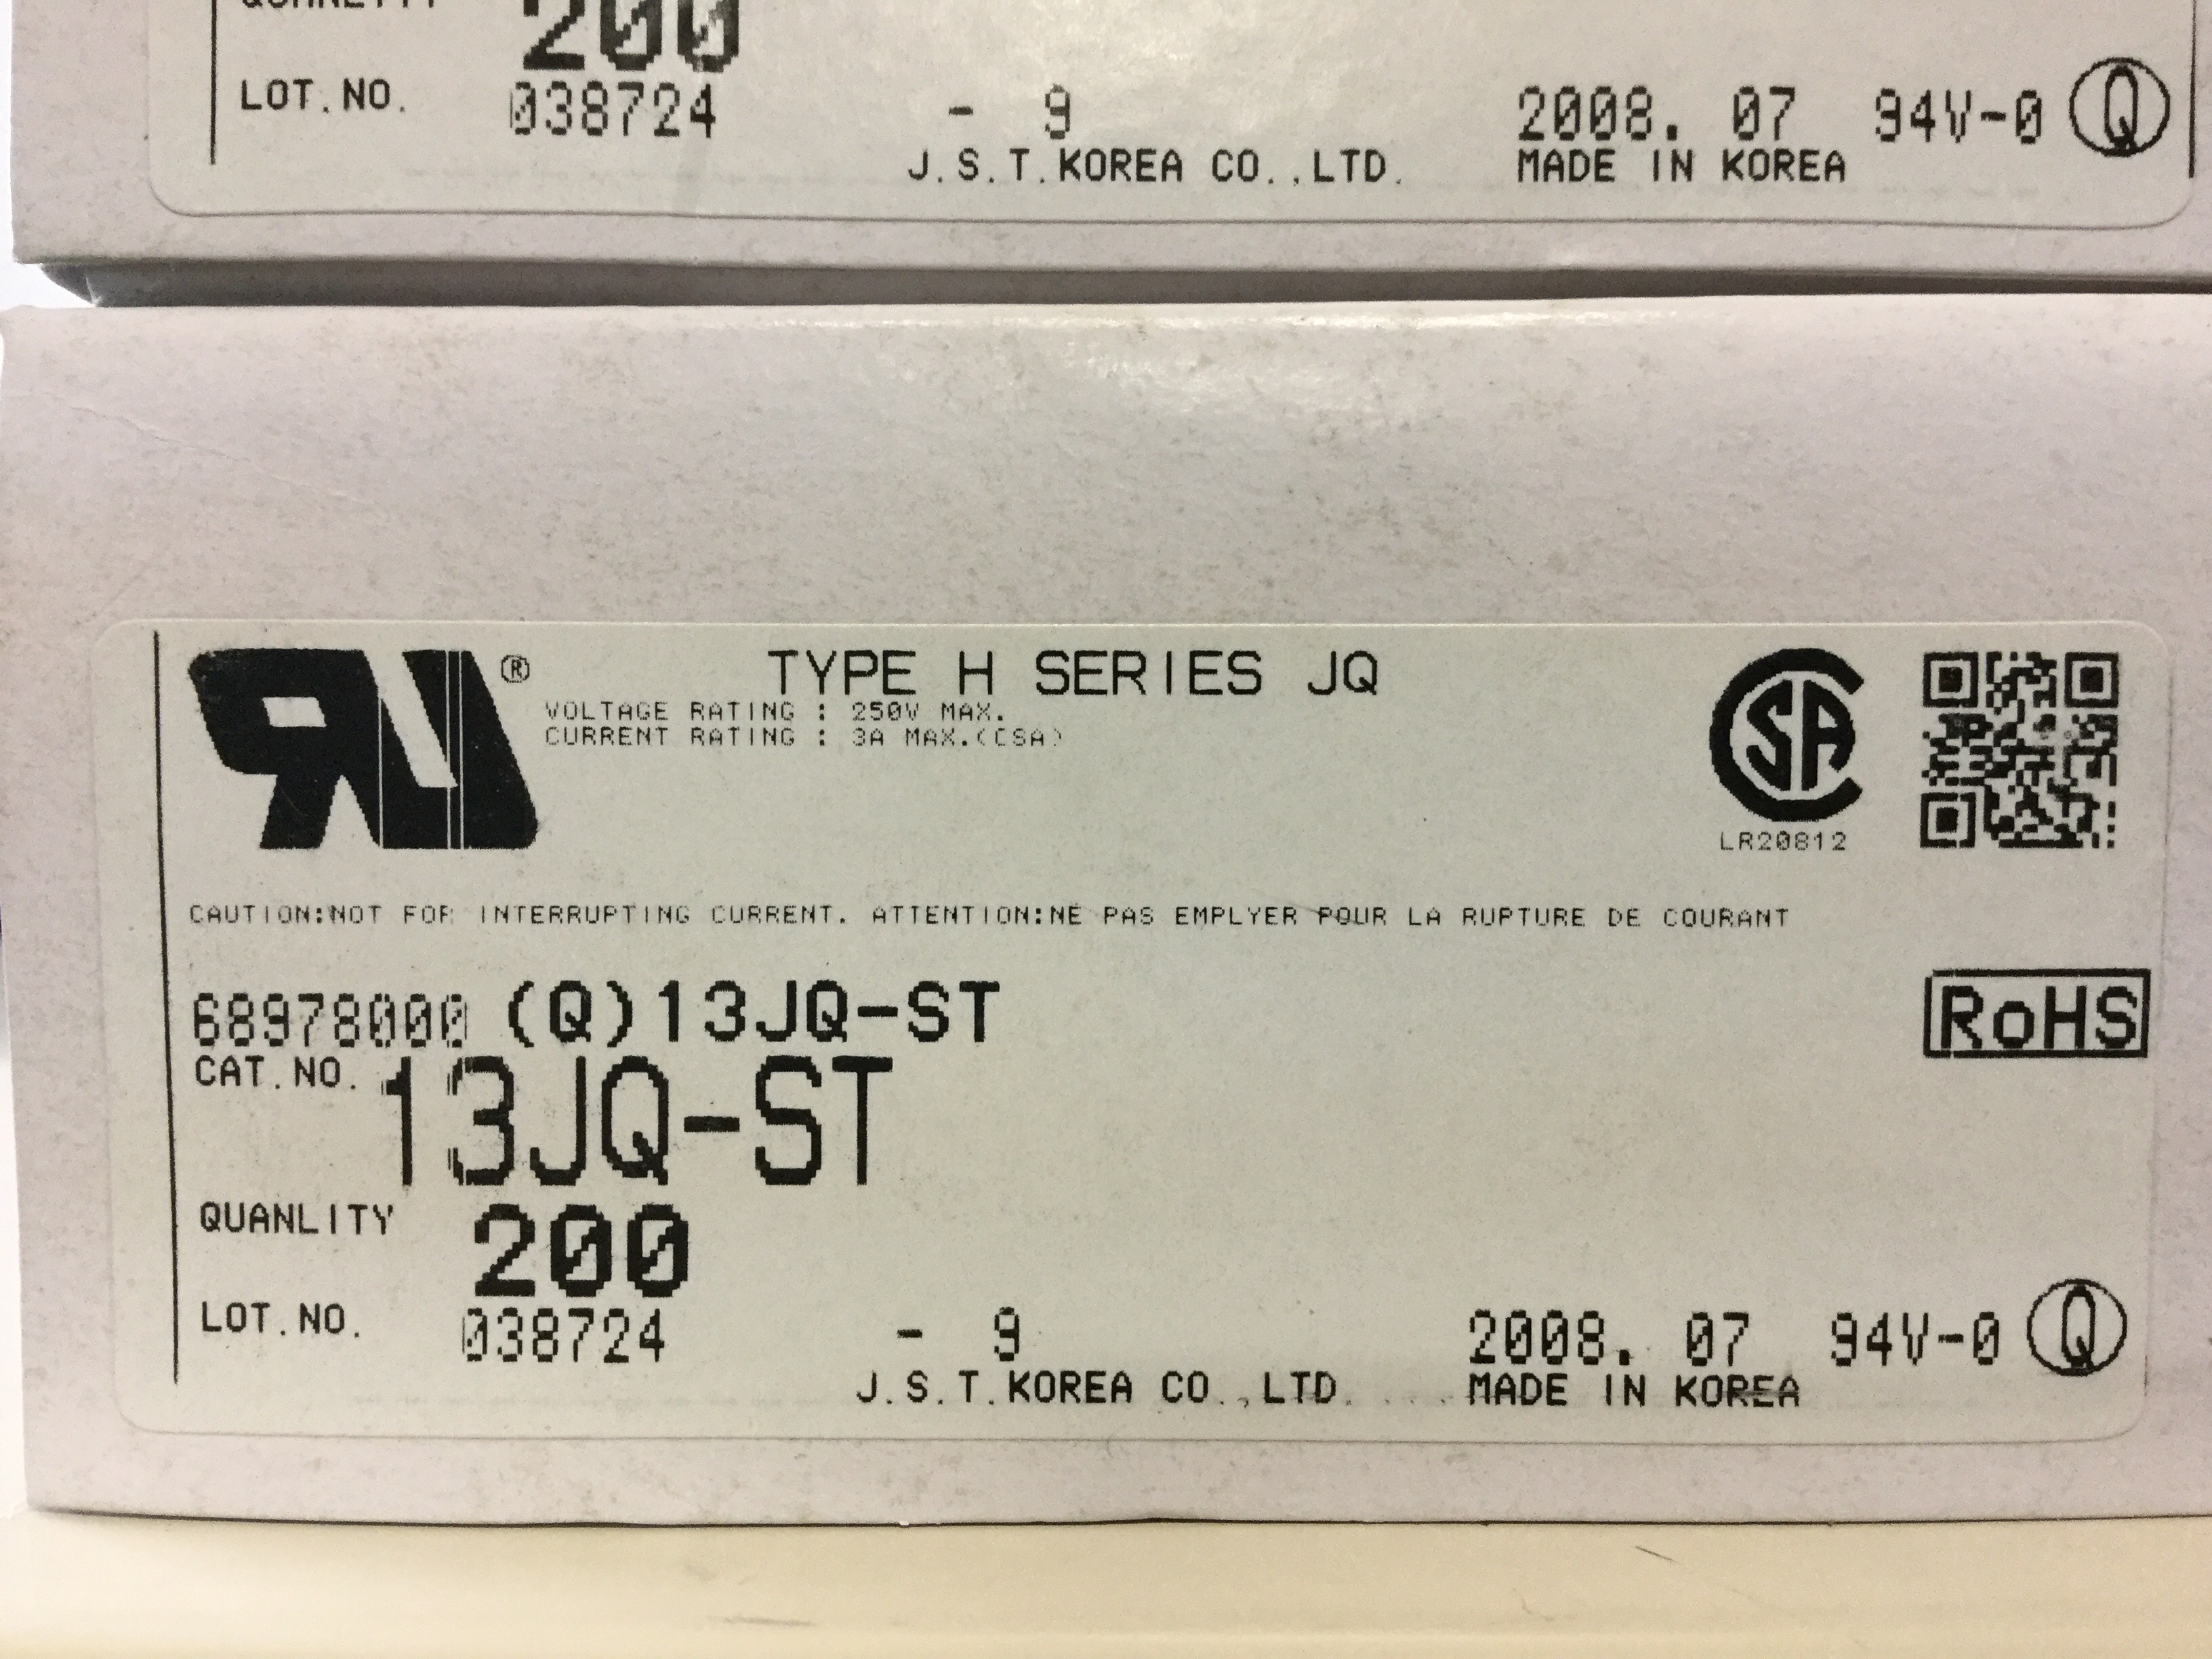 200
LOT.NO. 038724 - 9 2008. 07 94V-0 Q
J.S.T.KOREA CO.,LTD. MADE IN KOREA
RU ® TYPE H SERIES JQ CSA
VOLTAGE RATING : 250V MAX.
CURRENT RATING : 3A MAX.(CSA)
LR20812
CAUTION:NOT FOR INTERRUPTING CURRENT. ATTENTION:NE PAS EMPLYER POUR LA RUPTURE DE COURANT
68978000 (Q)13JQ-ST RoHS
CAT.NO. 13JQ-ST
QUANLITY 200
LOT.NO. 038724 - 9 2008. 07 94V-0 Q
J.S.T.KOREA CO.,LTD. MADE IN KOREA